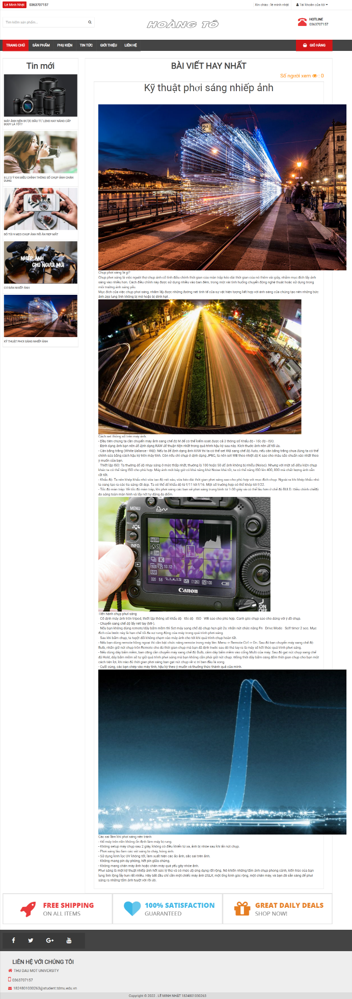 Lê Minh Nhật 0363707157
Xin chào : lê minh nhật
Tài khoản của tôi
Tìm kiếm sản phẩm...
HOÀNG TÔ
HOTLINE
0363707157
TRANG CHỦ SẢN PHẨM PHỤ KIỆN TIN TỨC GIỚI THIỆU LIÊN HỆ
GIỎ HÀNG
Tin mới
MÁY ẢNH NÊN ĐƯỢC ĐẦU TƯ LENS HAY NÂNG CẤP
BODY LÀ TỐT?
8 LƯU Ý KHI ĐIỀU CHỈNH THÔNG SỐ CHỤP ẢNH CHÂN
DUNG
BỎ TÚI 9 MẸO CHỤP ẢNH ĐỒ ĂN ĐẸP MẮT
NHIẾP ẢNH
CHO NGƯỜI MỚI
CƠ BẢN NHIẾP ẢNH
KỸ THUẬT PHƠI SÁNG NHIẾP ẢNH
BÀI VIẾT HAY NHẤT
Số người xem : 0
Kỹ thuật phơi sáng nhiếp ảnh
2A
Chụp phơi sáng là gì?
Chụp phơi sáng là việc người thợ chụp ảnh cố tình điều chỉnh thời gian của màn trập kéo dài thời gian của nó thêm vài giây, nhằm mục đích lấy ánh
sáng vào nhiều hơn. Cách điều chỉnh này được sử dụng nhiều vào ban đêm, trong một vài tình huống chuyển động nghệ thuật hoặc sử dụng trong
môi trường ánh sáng yếu.
Mục đích của việc chụp phơi sáng, nhằm lấy được những đường nét tinh tế của sự vật hiện tượng kết hợp với ánh sáng của chúng tạo nên những bức
ảnh đẹp lung linh không bị mờ hoặc bị dính hạt .
Cách set thông số trên máy ảnh.
- Đầu tiên chúng ta cần chuyển máy ảnh sang chế độ M để có thể kiểm soát được cả 3 thông số Khẩu độ - Tốc độ - ISO.
- Định dạng ảnh bạn nên để định dạng RAW để thuận tiện nhất trong quá trình hậu kỳ sau này. Kích thước ảnh nên để tối đa.
- Cân bằng trắng (White Balance - WB): Nếu ta để định dạng ảnh RAW thì ta có thể set WB sang chế độ Auto, nếu cân bằng trắng chưa đúng ta có thể
chỉnh sửa bằng cách hậu kỳ trên máy tính. Còn nếu chỉ chụp ở định dạng JPEG, ta nên set WB theo nhiệt độ K sao cho màu sắc chuẩn xác nhất theo
ý muốn của bạn.
- Thiết lập ISO: Ta thường để độ nhạy sáng ở mức thấp nhất, thường là 100 hoặc 50 để ảnh không bị nhiễu (Noise). Nhưng với một số điều kiện chụp
khác ta có thể tăng ISO cho phù hợp. Máy ảnh mới bây giờ có khả năng khử Noise khá tốt, ta có thể nâng ISO lên 400, 800 mà chất lượng ảnh vẫn
rất tốt.
- Khẩu độ: Ta nên khép khẩu nhỏ vừa tạo độ nét sâu, vừa kéo dài thời gian phơi sáng sao cho phù hợp với mục đích chụp. Ngoài ra khi khép khẩu nhỏ
ta cũng tạo ra các tia sáng rất đẹp. Ta có thể để khẩu độ từ f/11 tới f/16. Một số trường hợp có thể khép tới f/22.
- Tốc độ màn trập: Về tốc độ màn trập, khi phơi sáng các bạn sẽ phơi sáng trung bình từ 1-30 giây và có thể lâu hơn ở chế độ BULD. Điều chỉnh chếđộ
đo sáng toàn màn hình và lấy nét tự động đa điểm.
MENU
INFO.
Exp.SIM
AF Live
K
1920 25 10:12
RAW
320 5.6 [126] ISO 100
Canon
ON
OFF
Tiến hành chụp phơi sáng
- Cố định máy ảnh trên tripod, thiết lập thông số khẩu độ - tốc độ - ISO - WB sao cho phù hợp. Canh góc chụp sao cho đúng với ý đồ chụp.
- Chuyển sang chế độ lấy nét tay (MF).
- Nếu bạn không dùng remote/dây bấm mềm thì Set máy sang chế độ chụp hẹn giờ 2s: nhấn nút chức năng Fn - Drive Mode - Self timer 2 sec. Mục
đích của bước này là hạn chế tối đa sự rung động của máy trong quá trình phơi sáng.
- Sau khi bấm chụp, ta tuyệt đối không chạm vào máy ảnh cho tới khi quá trình chụp hoàn tất.
- Nếu bạn dùng remote hồng ngoại thì cần bật chức năng remote trong máy lên: Menu -> Remote Ctrl -> On. Sau đó bạn chuyển máy sang chế độ
Bulb, nhấn giữ nút chụp trên Remote cho đủ thời gian chụp mà bạn đã định trước sau đó thả tay ra là máy sẽ kết thúc quá trình phơi sáng.
- Nếu dùng dây bấm mềm, bạn cũng cần chuyển máy sang chế độ Bulb, cắm dây bấm mềm vào cổng Multi của máy. Sau đó gạt nút chụp sang chế
độ Hold, dây bấm mềm sẽ tự giữ quá trình phơi sáng mà bạn không cần phải giữ nút chụp. Đồng thời dây bấm cũng đếm thời gian chụp cho bạn một
cách tiện lợi, khi nào đủ thời gian phơi sáng bạn gạt nút chụp về vị trí ban đầu là xong.
- Cuối cùng, các bạn chép vào máy tính, hậu kỳ theo ý muốn và thưởng thức thành quả của mình.
Các sai lầm khi phơi sáng nên tránh
- Để máy trên nền không ổn định làm máy bị rung.
- Không setup máy chụp sau 2 giây, không có điều khiển từ xa, ảnh bị nhòe sau khi ấn nút chụp.
- Phơi sáng lâu làm các vệt sáng bị cháy, hỏng ảnh.
- Sử dụng kính lọc UV không tốt, làm xuất hiện các ảo ảnh, sắc sai trên ảnh.
- Không mang pin dự phòng, hết pin giữa chừng.
- Không mang chân máy ảnh hoặc chân máy quá yếu gây nhòe ảnh.
Phơi sáng là một kỹ thuật nhiếp ảnh hết sức lý thú và có mức độ ứng dụng rất rộng. Nó khiến những tấm ảnh chụp phong cảnh, kiến trúc của bạn
lung linh lộng lẫy hơn rất nhiều. Hãy bắt đầu chỉ cần một chiếc máy ảnh DSLR, một ống kính góc rộng, một chân máy, và bạn đã sẵn sàng để phơi
sáng ra những tấm ảnh tuyệt vời rồi đó.
FREE SHIPPING
ON ALL ITEMS
100% SATISFACTION
GUARANTEED
GREAT DAILY DEALS
SHOP NOW!
LIÊN HỆ VỚI CHÚNG TÔI
THU DAU MOT UNIVERSITY
0363707157
1824801030263@student.tdmu.edu.vn
Copyright © 2022 . LÊ MINH NHẬT 1824801030263